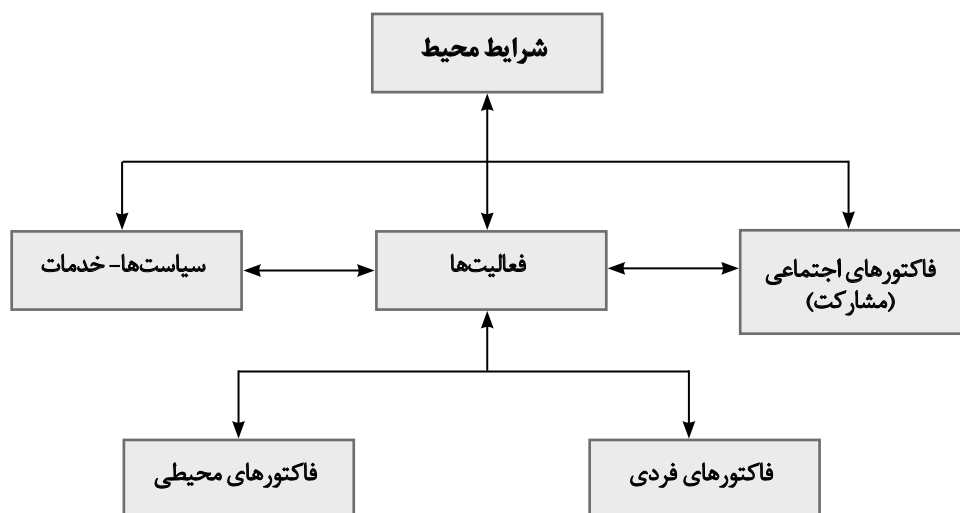 شرایط محیط
فاکتورهای اجتماعی
(مشارکت)
فعالیت‌ها
سیاست‌ها- خدمات
فاکتورهای فردی
فاکتورهای محیطی